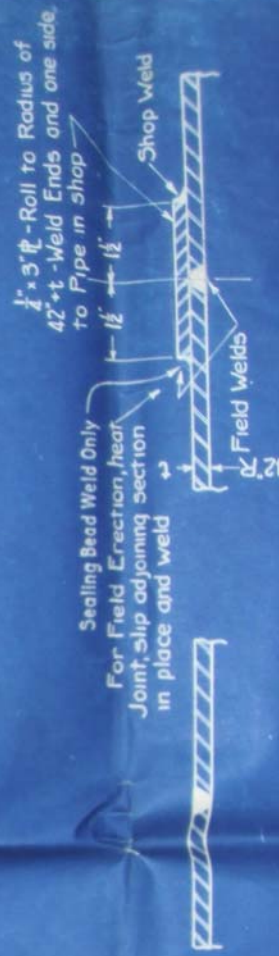 ¼" x 3" PL -Roll to Radius of
42"+t -Weld Ends and one side,
to Pipe in shop
1½" 1½"
Shop Weld
Sealing Bead Weld Only
For Field Erection, heat
Joint, slip adjoining section
in place and weld
t
Field Welds